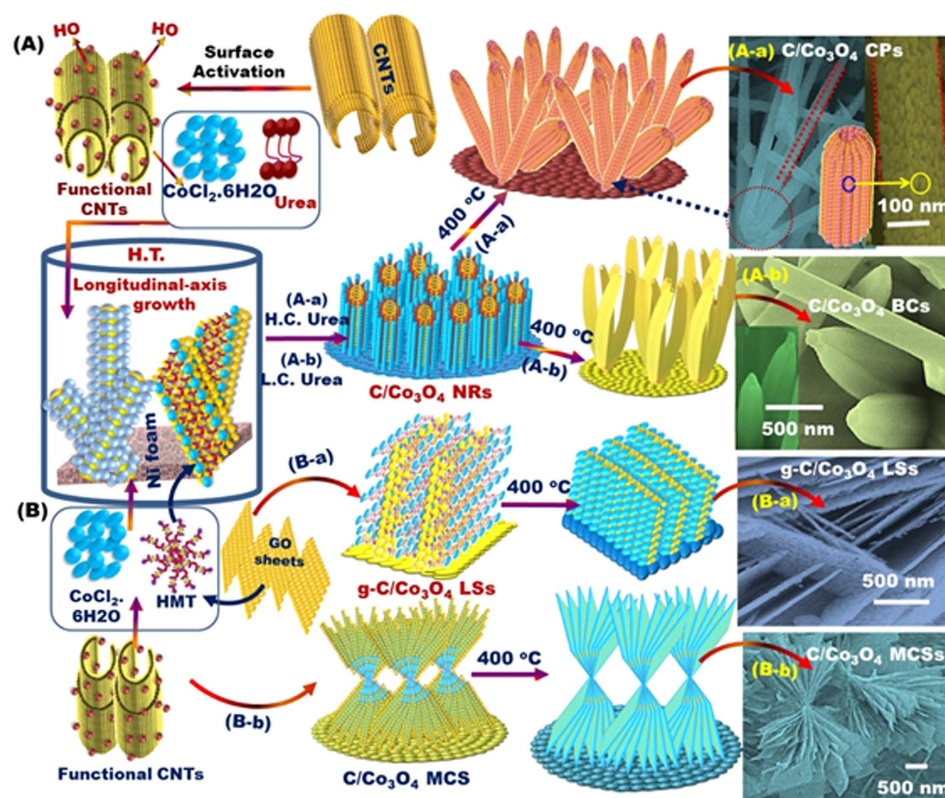 (A)
HO
HO
Surface
Activation
CNTs
Functional
CNTs
CoCl₂.6H2O
Urea
(A-a) C/Co₃O₄ CPs
100 nm
400 °C
(A-a)
H.T.
Longitudinal-axis
growth
Ni foam
(A-a)
H.C. Urea
(A-b)
L.C. Urea
C/Co₃O₄ NRs
400 °C
(A-b)
(A-b)
C/Co₃O₄ BCs
500 nm
(B)
CoCl₂-
6H2O
HMT
GO
sheets
(B-a)
g-C/Co₃O₄ LSs
400 °C
g-C/Co₃O₄ LSs
(B-a)
500 nm
Functional CNTs
(B-b)
C/Co₃O₄ MCS
400 °C
C/Co₃O₄ MCSs
(B-b)
500 nm